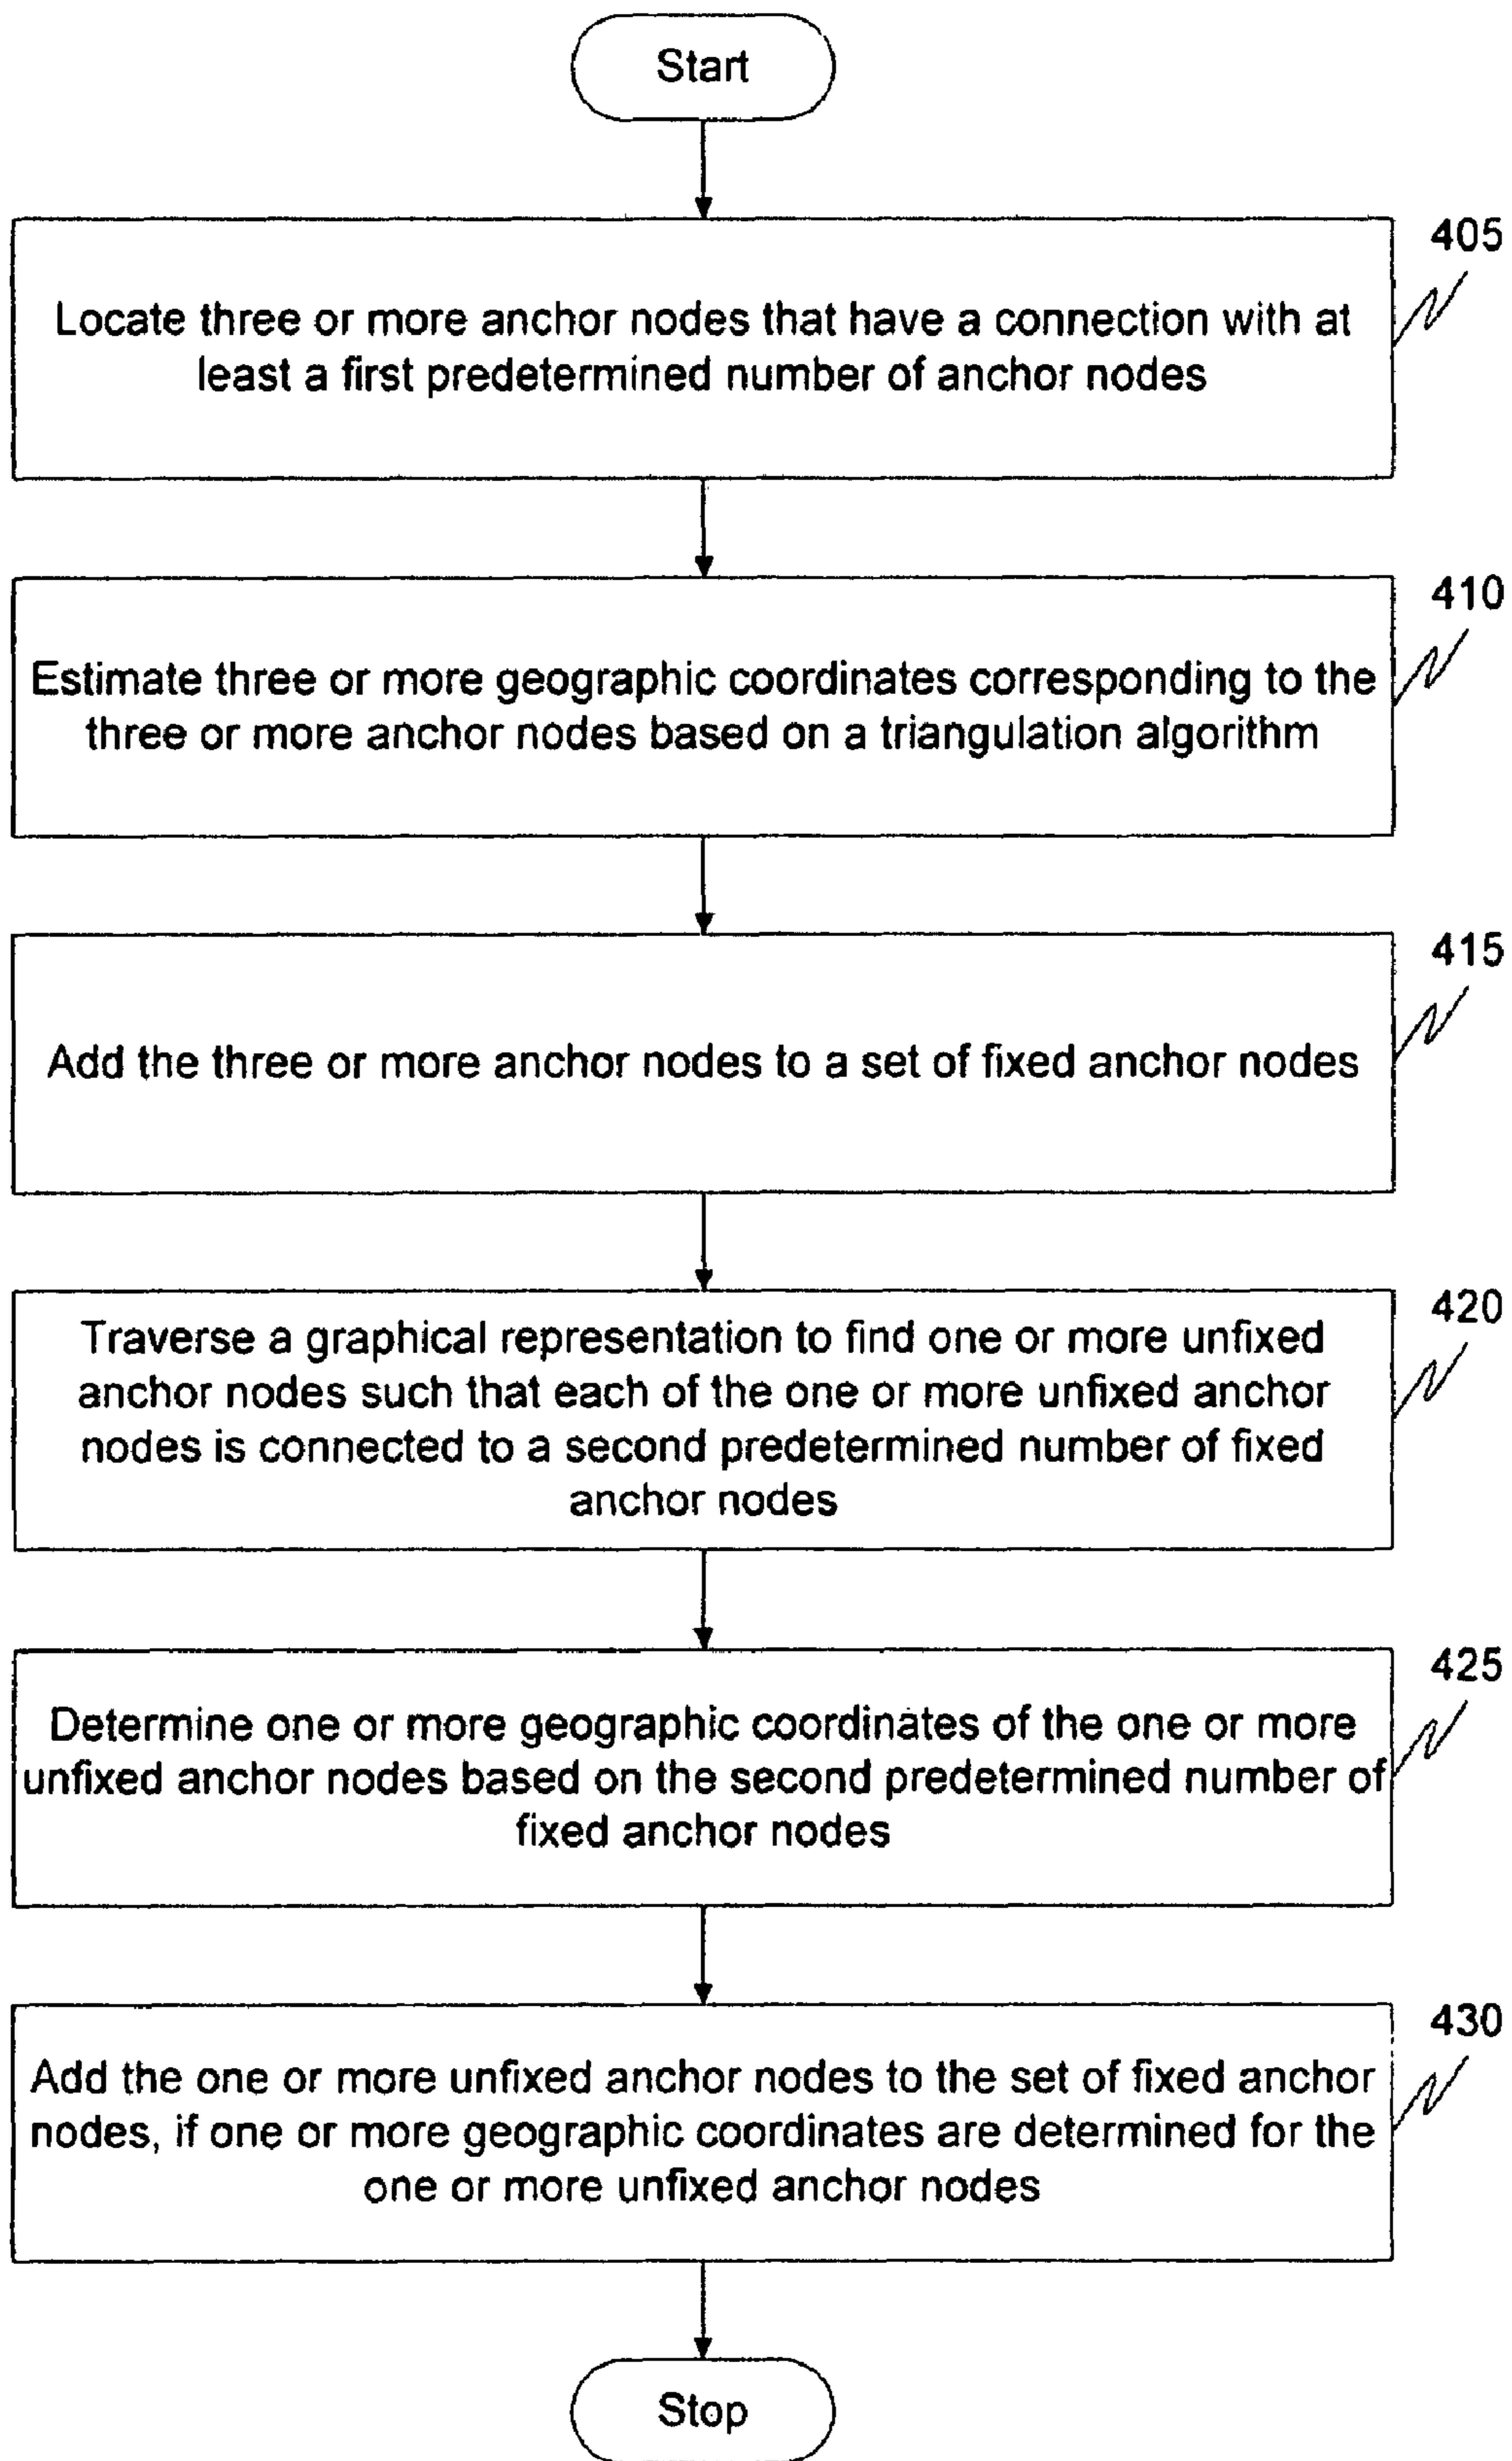 Start
405
Locate three or more anchor nodes that have a connection with at
least a first predetermined number of anchor nodes
410
Estimate three or more geographic coordinates corresponding to the
three or more anchor nodes based on a triangulation algorithm
415
Add the three or more anchor nodes to a set of fixed anchor nodes
420
Traverse a graphical representation to find one or more unfixed
anchor nodes such that each of the one or more unfixed anchor
nodes is connected to a second predetermined number of fixed
anchor nodes
425
Determine one or more geographic coordinates of the one or more
unfixed anchor nodes based on the second predetermined number of
fixed anchor nodes
430
Add the one or more unfixed anchor nodes to the set of fixed anchor
nodes, if one or more geographic coordinates are determined for the
one or more unfixed anchor nodes
Stop